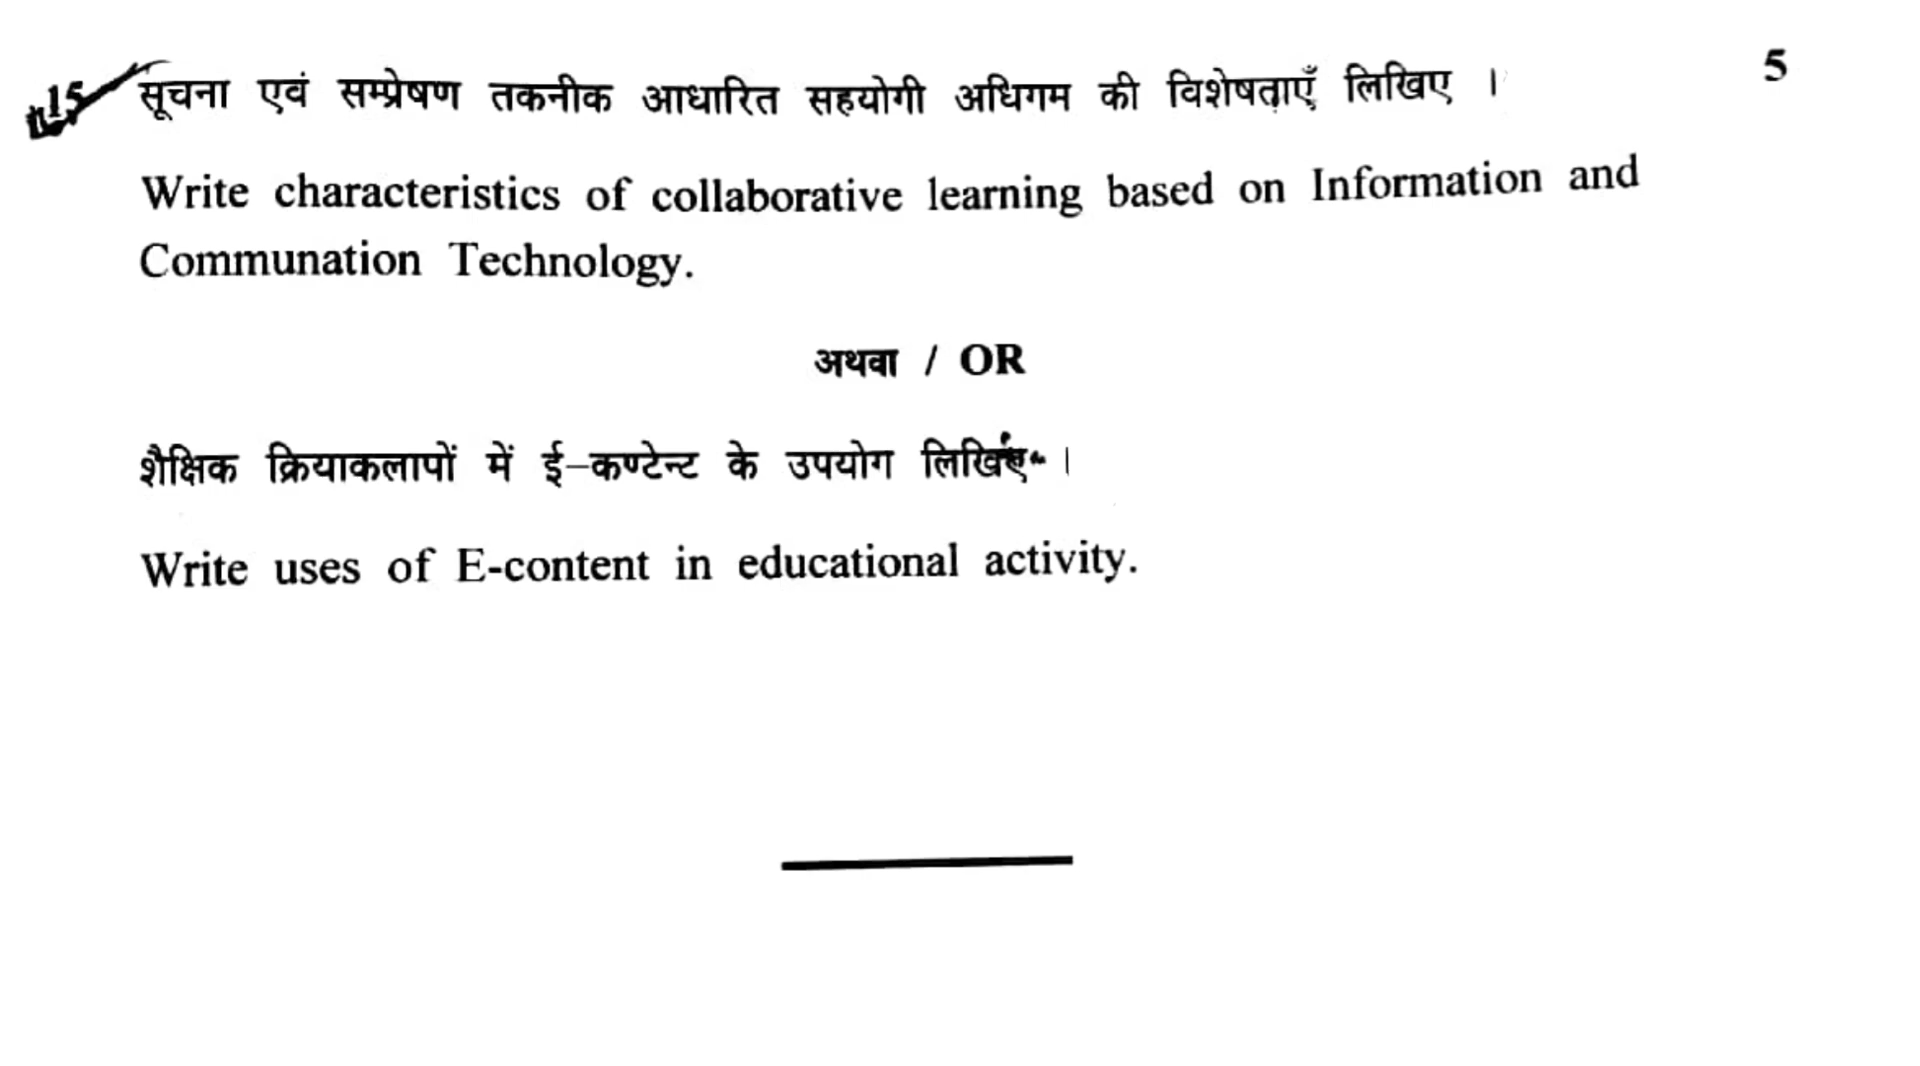 15. सूचना एवं सम्प्रेषण तकनीक आधारित सहयोगी अधिगम की विशेषताएँ लिखिए । 5
Write characteristics of collaborative learning based on Information and
Communation Technology.
अथवा / OR
शैक्षिक क्रियाकलापों में ई-कण्टेन्ट के उपयोग लिखिए ।
Write uses of E-content in educational activity.